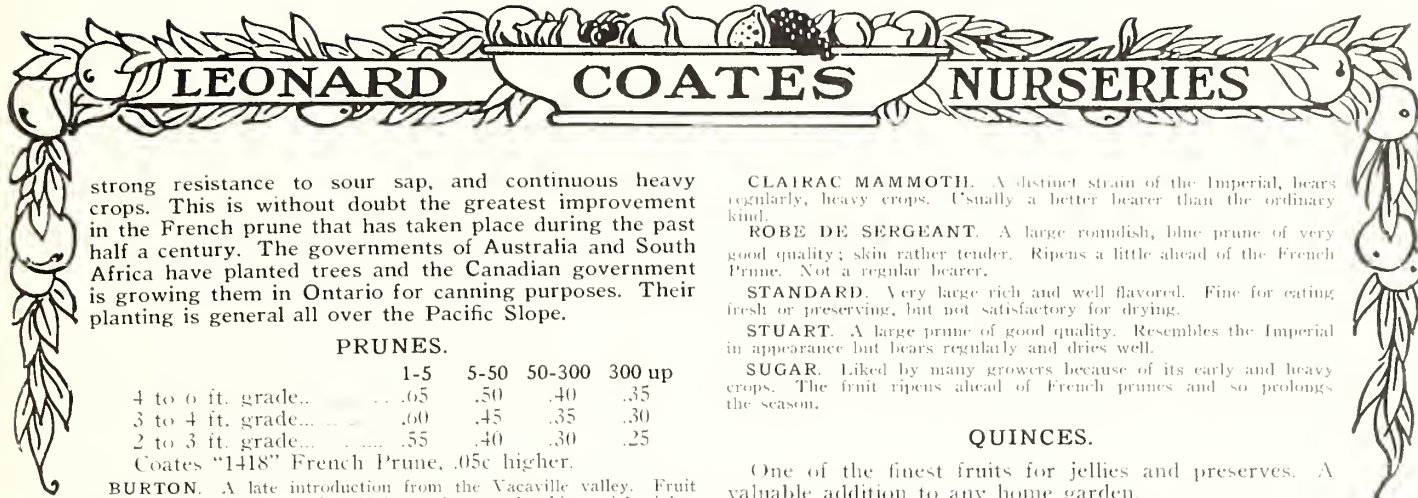 LEONARD COATES NURSERIES
strong resistance to sour sap, and continuous heavy
crops. This is without doubt the greatest improvement
in the French prune that has taken place during the past
half a century. The governments of Australia and South
Africa have planted trees and the Canadian government
is growing them in Ontario for canning purposes. Their
planting is general all over the Pacific Slope.
PRUNES.
1-5 5-50 50-300 300 up
4 to 6 ft. grade.. ... .65 .50 .40 .35
3 to 4 ft. grade... .60 .45 .35 .30
2 to 3 ft. grade... ..... .55 .40 .30 .25
Coates "1418" French Prune, .05c higher.
BURTON. A late introduction from the Vacaville valley. Fruit
CLAIRAC MAMMOTH. A distinct strain of the Imperial, bears
regularly, heavy crops. Usually a better bearer than the ordinary
kind.
ROBE DE SERGEANT. A large roundish, blue prune of very
good quality; skin rather tender. Ripens a little ahead of the French
Prune. Not a regular bearer.
STANDARD. Very large rich and well flavored. Fine for eating
fresh or preserving, but not satisfactory for drying.
STUART. A large prune of good quality. Resembles the Imperial
in appearance but bears regularly and dries well.
SUGAR. Liked by many growers because of its early and heavy
crops. The fruit ripens ahead of French prunes and so prolongs
the season.
QUINCES.
One of the finest fruits for jellies and preserves. A
valuable addition to any home garden.